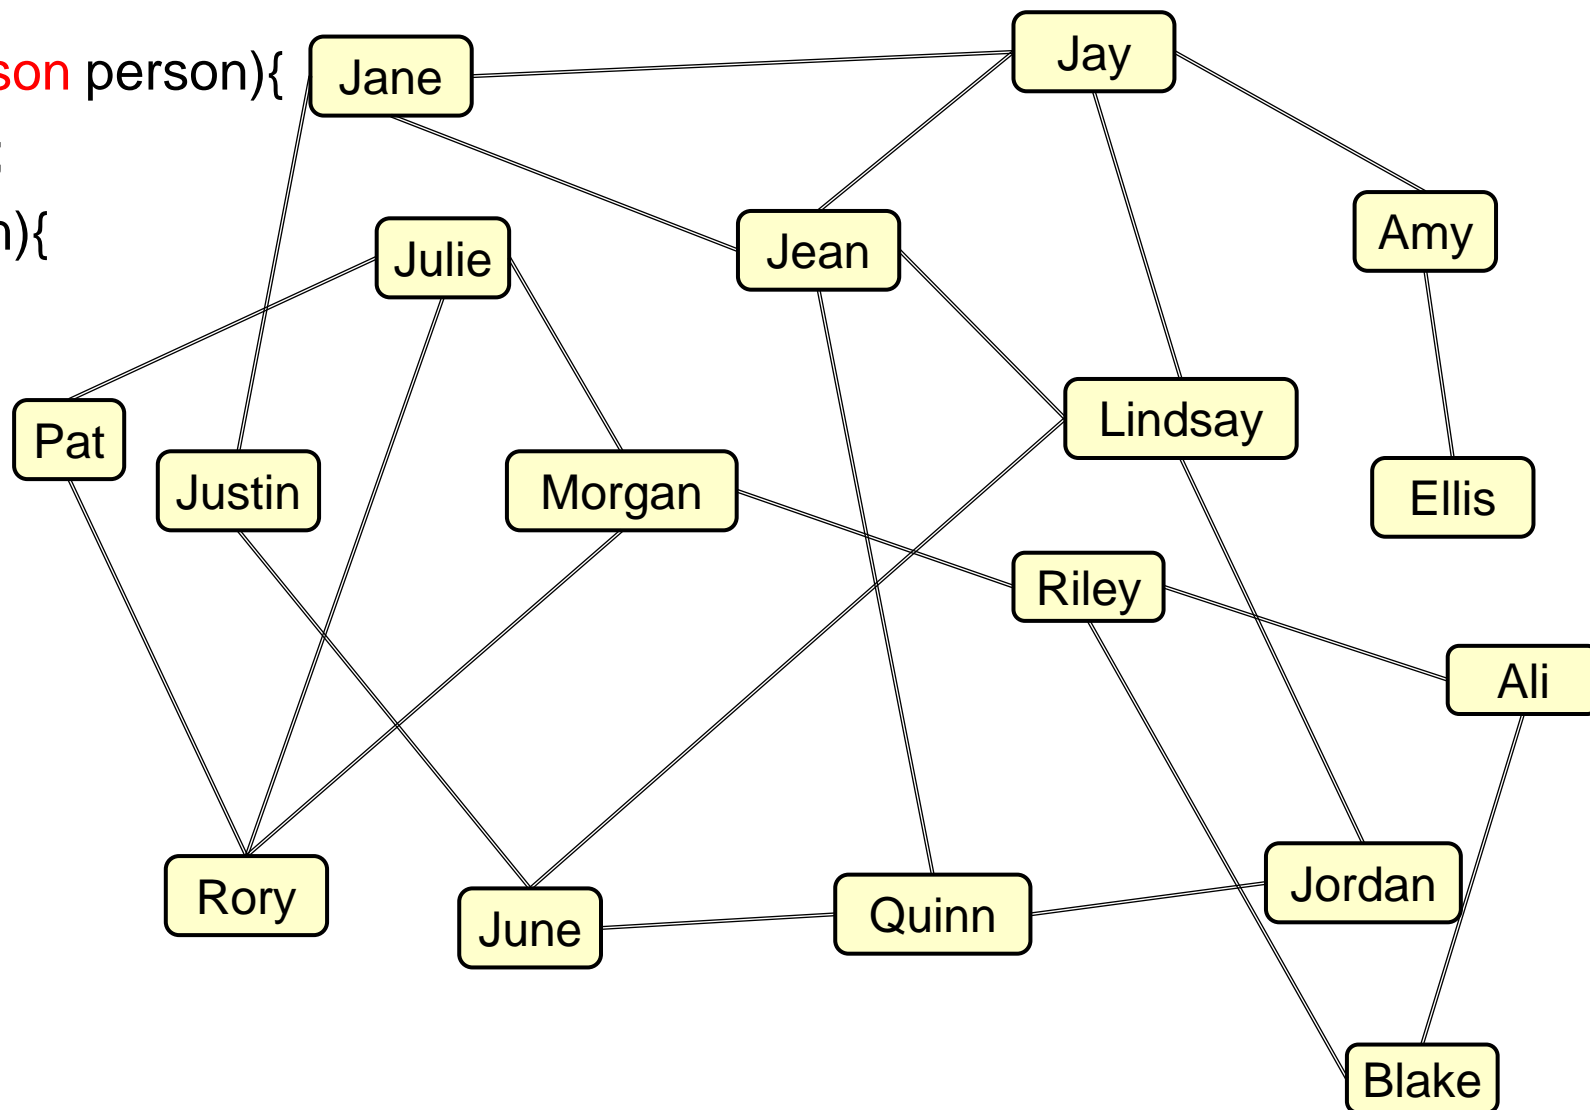 son person){
;
n){
Jane
Jay
Julie
Jean
Amy
Pat
Justin
Morgan
Lindsay
Ellis
Riley
Ali
Rory
June
Quinn
Jordan
Blake